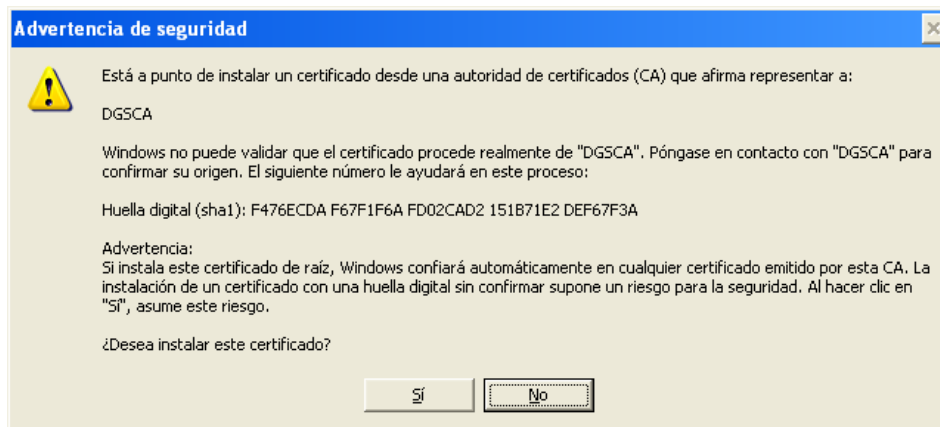 Advertencia de seguridad
Está a punto de instalar un certificado desde una autoridad de certificados (CA) que afirma representar a:
DGSCA
Windows no puede validar que el certificado procede realmente de "DGSCA". Póngase en contacto con "DGSCA" para
confirmar su origen. El siguiente número le ayudará en este proceso:
Huella digital (sha1): F476ECDA F67F1F6A FD02CAD2 151B71E2 DEF67F3A
Advertencia:
Si instala este certificado de raíz, Windows confiará automáticamente en cualquier certificado emitido por esta CA. La
instalación de un certificado con una huella digital sin confirmar supone un riesgo para la seguridad. Al hacer clic en
"Sí", asume este riesgo.
¿Desea instalar este certificado?
Sí No